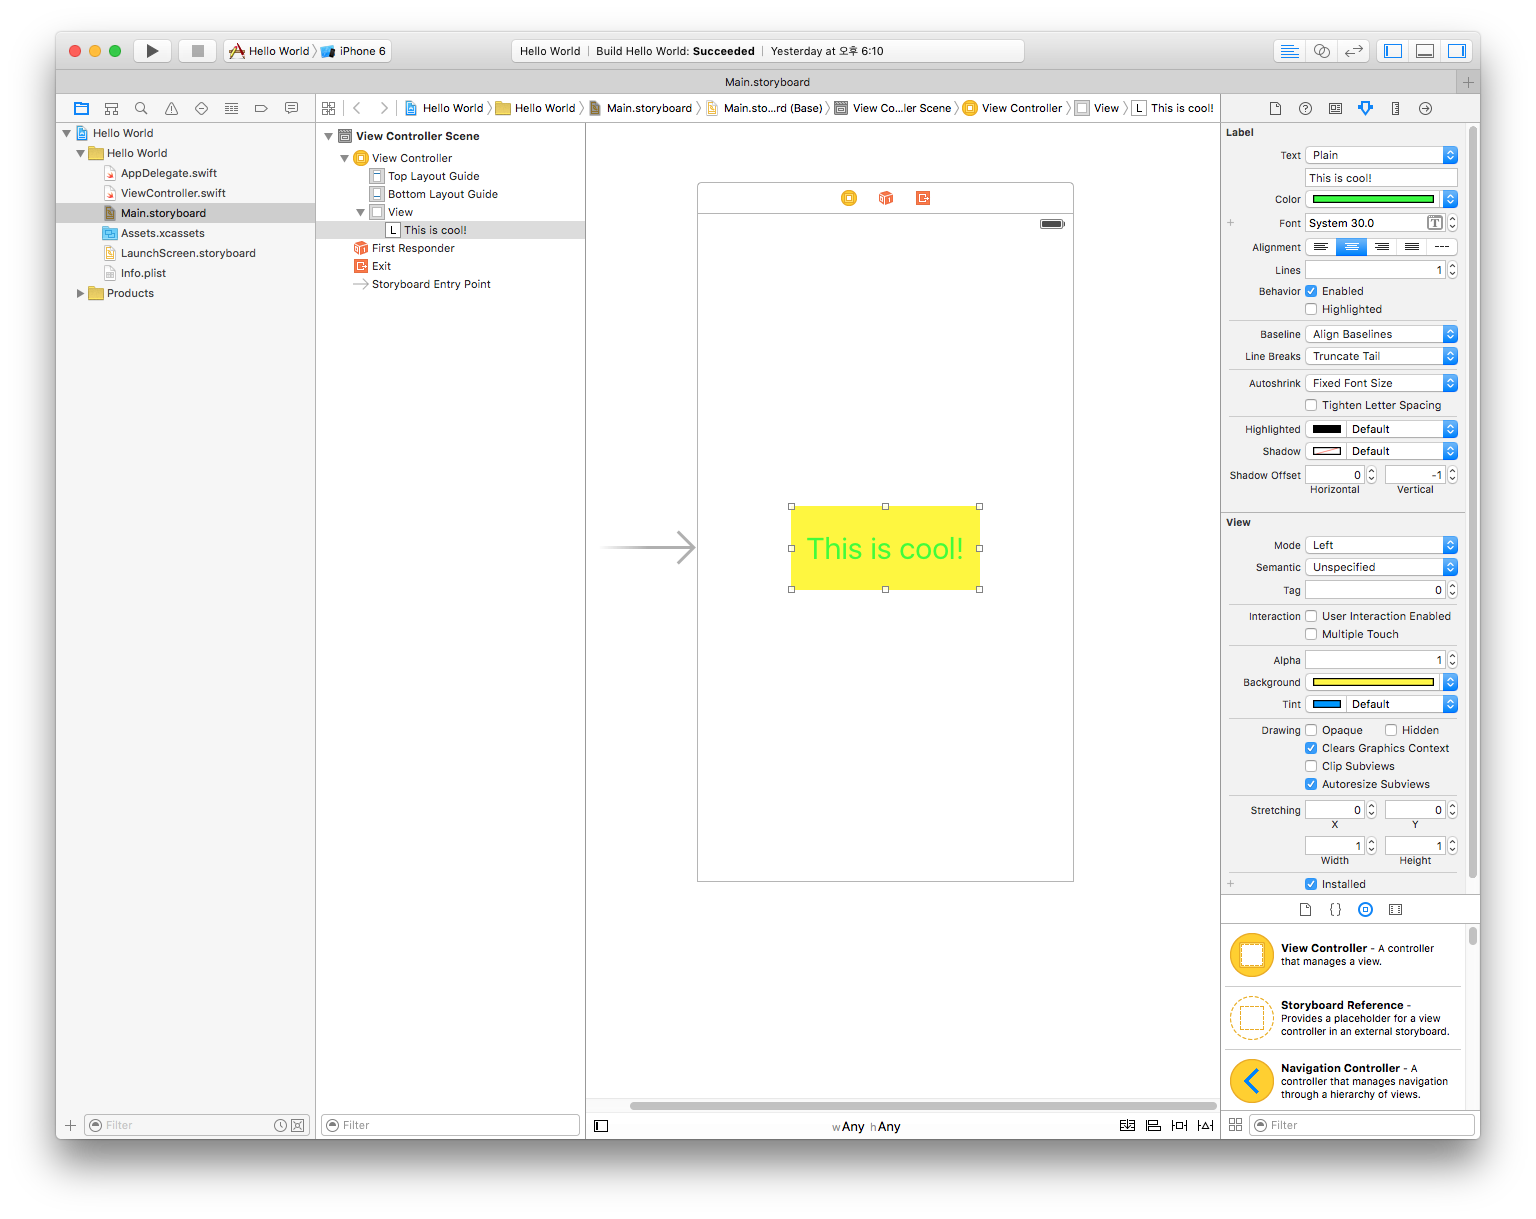 Hello World iPhone 6
Hello World | Build Hello World: Succeeded | Yesterday at 오후 6:10
Main.storyboard
Hello World
Hello World
AppDelegate.swift
ViewController.swift
Main.storyboard
Assets.xcassets
LaunchScreen.storyboard
Info.plist
Products
Filter
Hello World Hello World Main.storyboard Main.sto...rd (Base) View Co...ler Scene View Controller View L This is cool!
View Controller Scene
View Controller
Top Layout Guide
Bottom Layout Guide
View
L This is cool!
First Responder
Exit
Storyboard Entry Point
Filter
This is cool!
wAny hAny
Label
Text Plain
This is cool!
Color
Font System 30.0 T
Alignment
Lines 1
Behavior Enabled
Highlighted
Baseline Align Baselines
Line Breaks Truncate Tail
Autoshrink Fixed Font Size
Tighten Letter Spacing
Highlighted Default
Shadow Default
Shadow Offset 0 -1
Horizontal Vertical
View
Mode Left
Semantic Unspecified
Tag 0
Interaction User Interaction Enabled
Multiple Touch
Alpha 1
Background
Tint Default
Drawing Opaque Hidden
Clears Graphics Context
Clip Subviews
Autoresize Subviews
Stretching 0 0
X Y
1 1
Width Height
Installed
View Controller - A controller
that manages a view.
Storyboard Reference -
Provides a placeholder for a view
controller in an external storyboard.
Navigation Controller - A
controller that manages navigation
through a hierarchy of views.
Filter